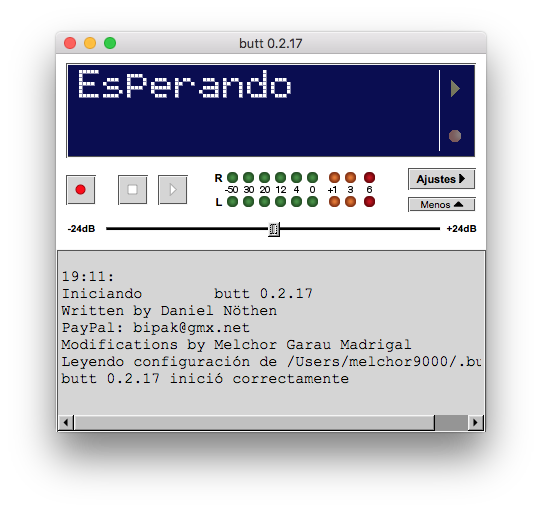 butt 0.2.17
Esperando
R
-50 30 20 12 4 0 +1 3 6
L
Ajustes
Menos
-24dB
+24dB
19:11:
Iniciando butt 0.2.17
Written by Daniel Nöthen
PayPal: bipak@gmx.net
Modifications by Melchor Garau Madrigal
Leyendo configuración de /Users/melchor9000/.bu
butt 0.2.17 inició correctamente